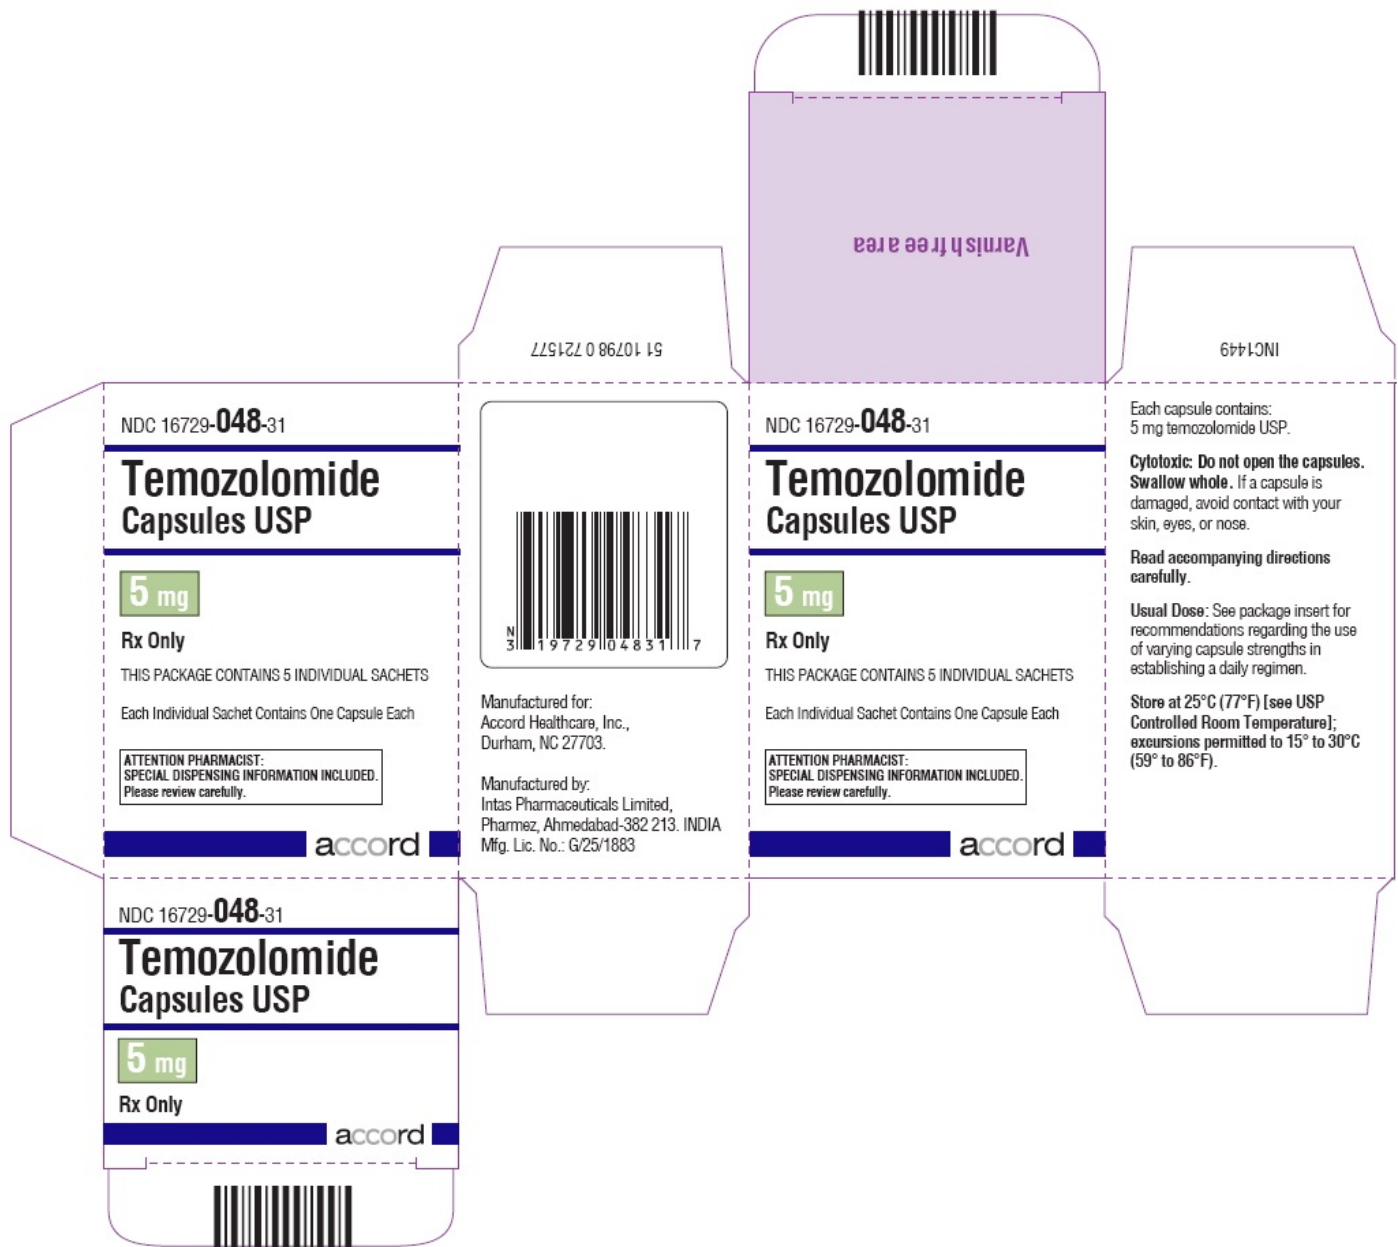 Varnish free area
51 10798 0 721577
INC1449
NDC 16729-048-31
Temozolomide
Capsules USP
5 mg
Rx Only
THIS PACKAGE CONTAINS 5 INDIVIDUAL SACHETS
Each Individual Sachet Contains One Capsule Each
ATTENTION PHARMACIST:
SPECIAL DISPENSING INFORMATION INCLUDED.
Please review carefully.
accord
N
3 19729 04831 7
Manufactured for:
Accord Healthcare, Inc.,
Durham, NC 27703.
Manufactured by:
Intas Pharmaceuticals Limited,
Pharmez, Ahmedabad-382 213. INDIA
Mfg. Lic. No.: G/25/1883
NDC 16729-048-31
Temozolomide
Capsules USP
5 mg
Rx Only
THIS PACKAGE CONTAINS 5 INDIVIDUAL SACHETS
Each Individual Sachet Contains One Capsule Each
ATTENTION PHARMACIST:
SPECIAL DISPENSING INFORMATION INCLUDED.
Please review carefully.
accord
Each capsule contains:
5 mg temozolomide USP.
Cytotoxic: Do not open the capsules.
Swallow whole. If a capsule is
damaged, avoid contact with your
skin, eyes, or nose.
Read accompanying directions
carefully.
Usual Dose: See package insert for
recommendations regarding the use
of varying capsule strengths in
establishing a daily regimen.
Store at 25°C (77°F) [see USP
Controlled Room Temperature];
excursions permitted to 15° to 30°C
(59° to 86°F).
NDC 16729-048-31
Temozolomide
Capsules USP
5 mg
Rx Only
accord